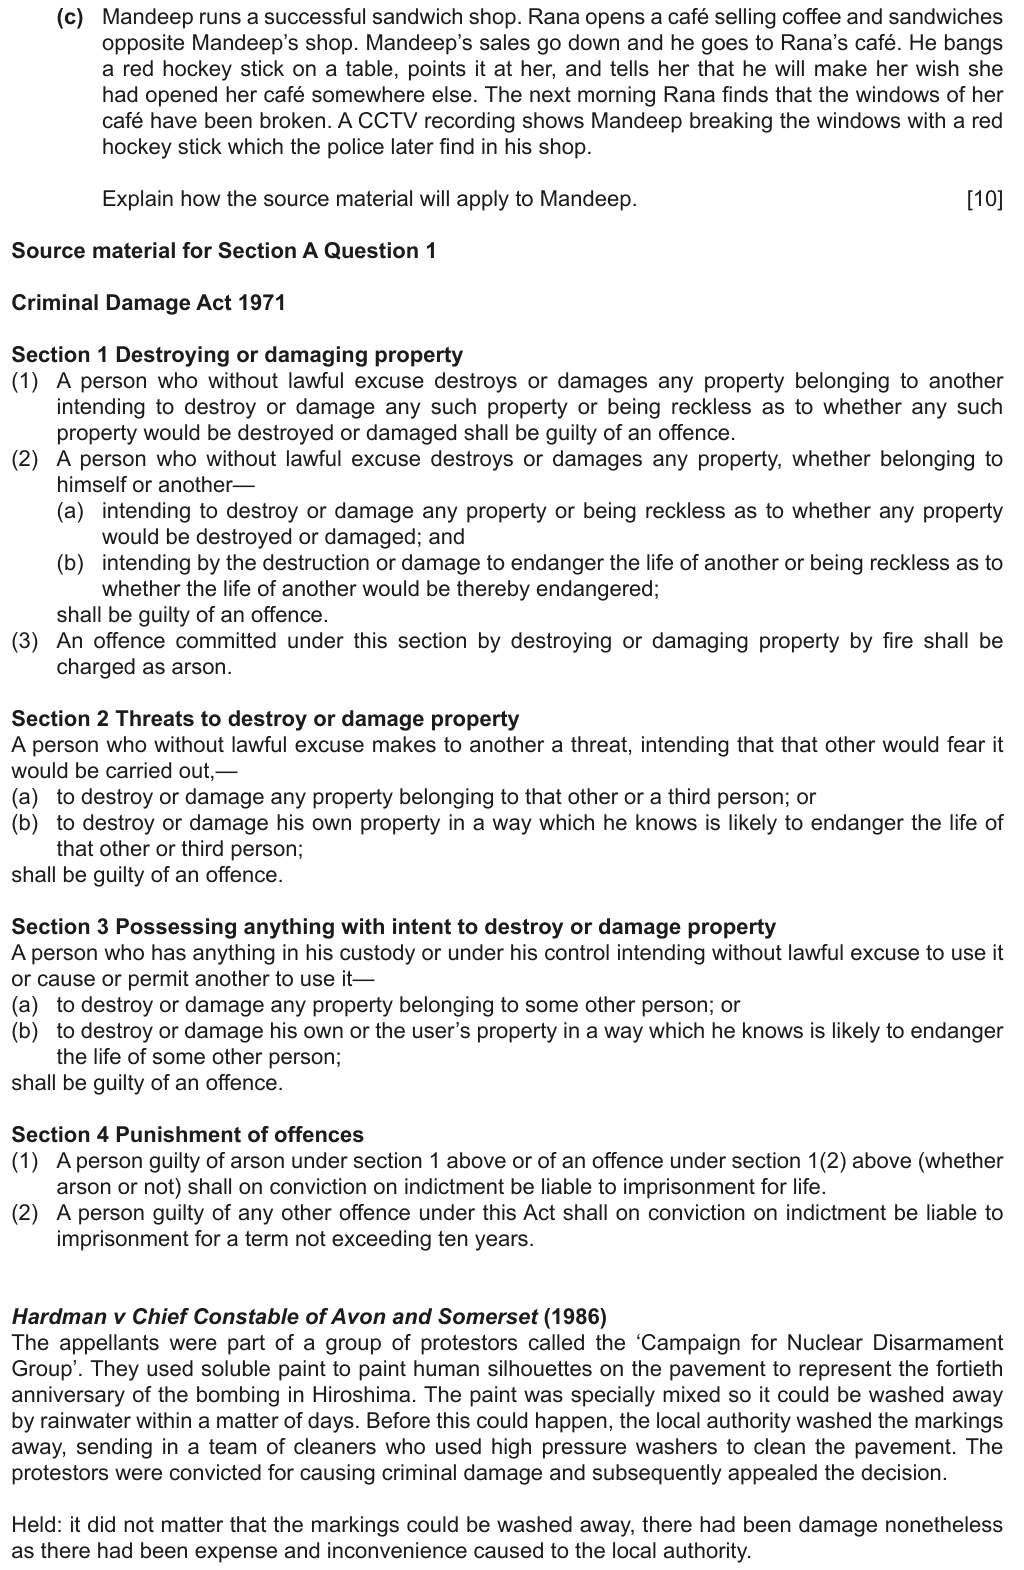 (c) Mandeep runs a successful sandwich shop. Rana opens a café selling coffee and sandwiches
opposite Mandeep’s shop. Mandeep’s sales go down and he goes to Rana’s café. He bangs
a red hockey stick on a table, points it at her, and tells her that he will make her wish she
had opened her café somewhere else. The next morning Rana finds that the windows of her
café have been broken. A CCTV recording shows Mandeep breaking the windows with a red
hockey stick which the police later find in his shop.
Explain how the source material will apply to Mandeep. [10]
Source material for Section A Question 1
Criminal Damage Act 1971
Section 1 Destroying or damaging property
(1) A person who without lawful excuse destroys or damages any property belonging to another
intending to destroy or damage any such property or being reckless as to whether any such
property would be destroyed or damaged shall be guilty of an offence.
(2) A person who without lawful excuse destroys or damages any property, whether belonging to
himself or another—
(a) intending to destroy or damage any property or being reckless as to whether any property
would be destroyed or damaged; and
(b) intending by the destruction or damage to endanger the life of another or being reckless as to
whether the life of another would be thereby endangered;
shall be guilty of an offence.
(3) An offence committed under this section by destroying or damaging property by fire shall be
charged as arson.
Section 2 Threats to destroy or damage property
A person who without lawful excuse makes to another a threat, intending that that other would fear it
would be carried out,—
(a) to destroy or damage any property belonging to that other or a third person; or
(b) to destroy or damage his own property in a way which he knows is likely to endanger the life of
that other or third person;
shall be guilty of an offence.
Section 3 Possessing anything with intent to destroy or damage property
A person who has anything in his custody or under his control intending without lawful excuse to use it
or cause or permit another to use it—
(a) to destroy or damage any property belonging to some other person; or
(b) to destroy or damage his own or the user’s property in a way which he knows is likely to endanger
the life of some other person;
shall be guilty of an offence.
Section 4 Punishment of offences
(1) A person guilty of arson under section 1 above or of an offence under section 1(2) above (whether
arson or not) shall on conviction on indictment be liable to imprisonment for life.
(2) A person guilty of any other offence under this Act shall on conviction on indictment be liable to
imprisonment for a term not exceeding ten years.
Hardman v Chief Constable of Avon and Somerset (1986)
The appellants were part of a group of protestors called the ‘Campaign for Nuclear Disarmament
Group’. They used soluble paint to paint human silhouettes on the pavement to represent the fortieth
anniversary of the bombing in Hiroshima. The paint was specially mixed so it could be washed away
by rainwater within a matter of days. Before this could happen, the local authority washed the markings
away, sending in a team of cleaners who used high pressure washers to clean the pavement. The
protestors were convicted for causing criminal damage and subsequently appealed the decision.
Held: it did not matter that the markings could be washed away, there had been damage nonetheless
as there had been expense and inconvenience caused to the local authority.